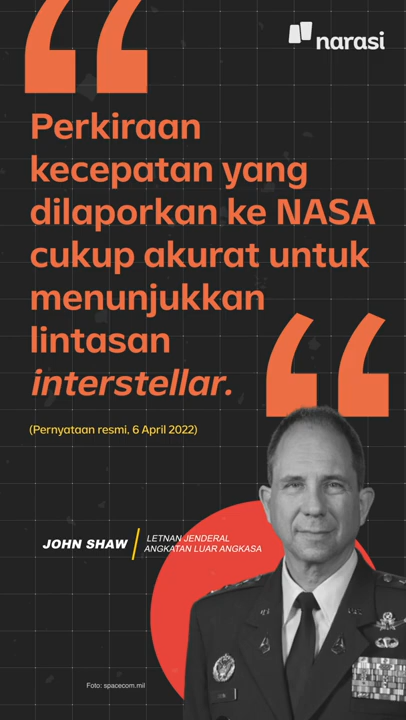 narasi
Perkiraan
kecepatan yang
dilaporkan ke NASA
cukup akurat untuk
menunjukkan
lintasan
interstellar.
(Pernyataan resmi, 6 April 2022)
JOHN SHAW
LETNAN JENDERAL
ANGKATAN LUAR ANGKASA
Foto: spacecom.mil